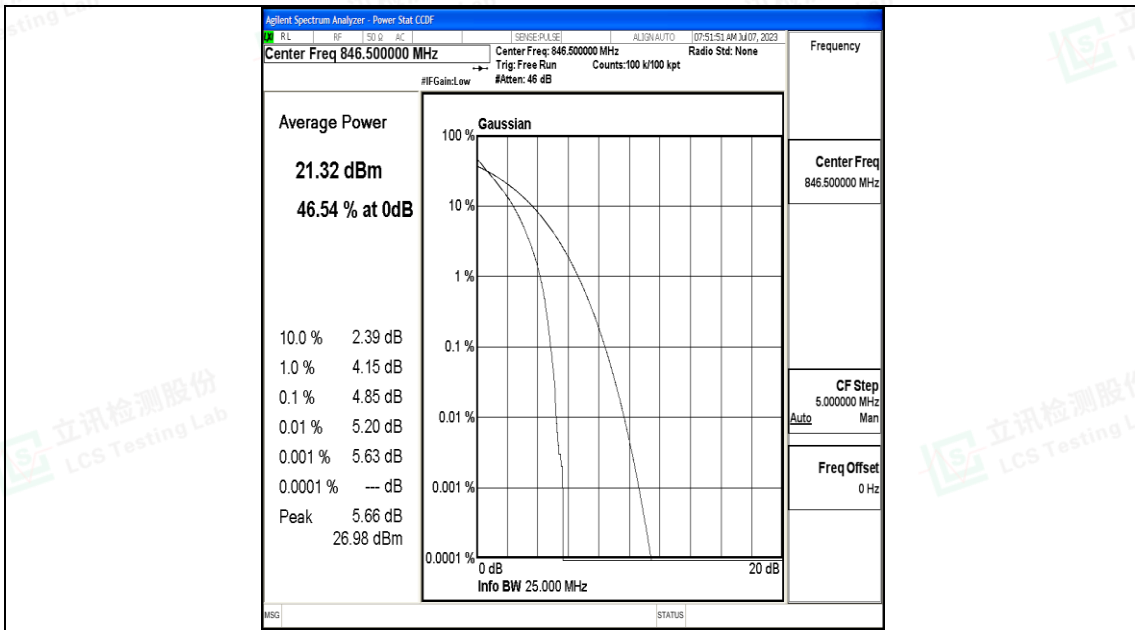 Agilent Spectrum Analyzer - Power Stat CCDF
RL RF 50 Ω AC SENSE:PULSE ALIGN AUTO 07:51:51 AM Jul 07, 2023
Center Freq 846.500000 MHz
Center Freq: 846.500000 MHz Radio Std: None
Trig: Free Run Counts:100 k/100 kpt
#IFGain:Low #Atten: 46 dB
Frequency
Average Power
21.32 dBm
46.54 % at 0dB
10.0 % 2.39 dB
1.0 % 4.15 dB
0.1 % 4.85 dB
0.01 % 5.20 dB
0.001 % 5.63 dB
0.0001 % --- dB
Peak 5.66 dB
26.98 dBm
Gaussian
100 %
10 %
1 %
0.1 %
0.01 %
0.001 %
0.0001 %
0 dB 20 dB
Info BW 25.000 MHz
Center Freq
846.500000 MHz
CF Step
5.000000 MHz
Auto Man
Freq Offset
0 Hz
MSG STATUS
立讯检测股份
LCS Testing Lab
立讯检测股份
LCS Testing L